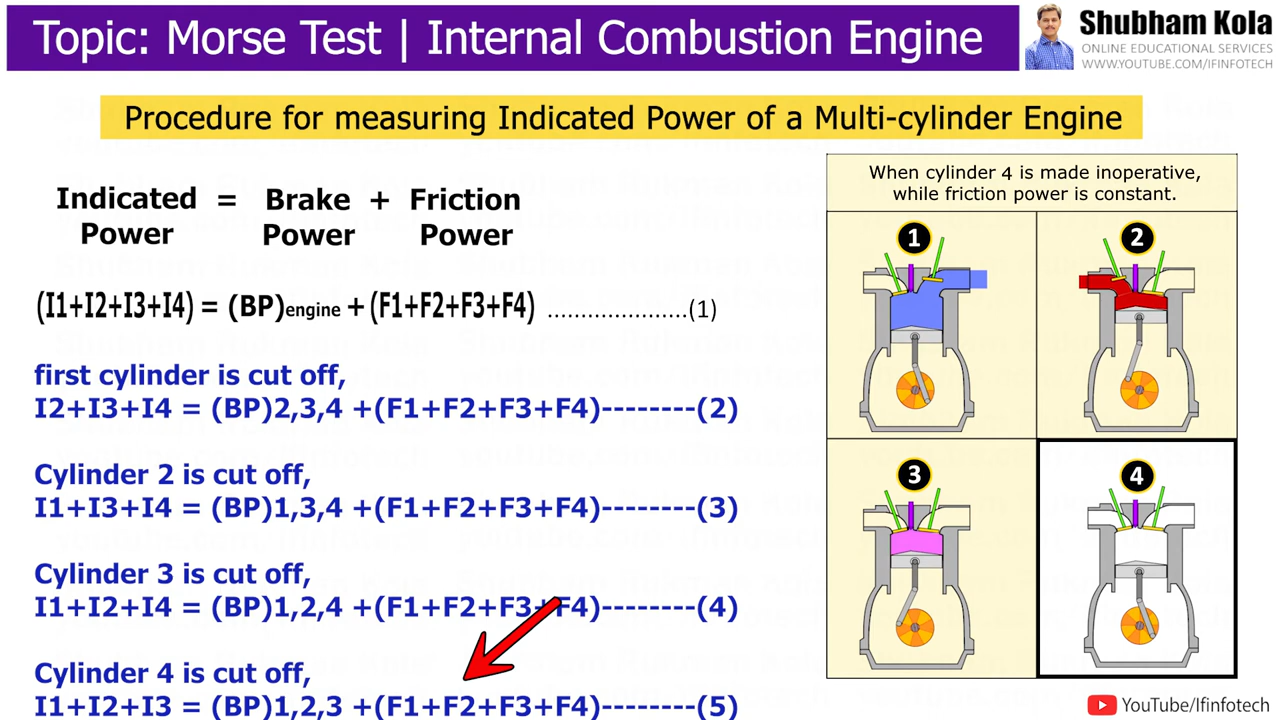 Topic: Morse Test | Internal Combustion Engine
Shubham Kola
ONLINE EDUCATIONAL SERVICES
WWW.YOUTUBE.COM/IFINFOTECH
Procedure for measuring Indicated Power of a Multi-cylinder Engine
Indicated = Brake + Friction
Power Power Power
(I1+I2+I3+I4) = (BP)engine + (F1+F2+F3+F4) .....................(1)
first cylinder is cut off,
I2+I3+I4 = (BP)2,3,4 +(F1+F2+F3+F4)--------(2)
Cylinder 2 is cut off,
I1+I3+I4 = (BP)1,3,4 +(F1+F2+F3+F4)--------(3)
Cylinder 3 is cut off,
I1+I2+I4 = (BP)1,2,4 +(F1+F2+F3+F4)--------(4)
Cylinder 4 is cut off,
I1+I2+I3 = (BP)1,2,3 +(F1+F2+F3+F4)--------(5)
When cylinder 4 is made inoperative,
while friction power is constant.
1
2
3
4
YouTube/Ifinfotech